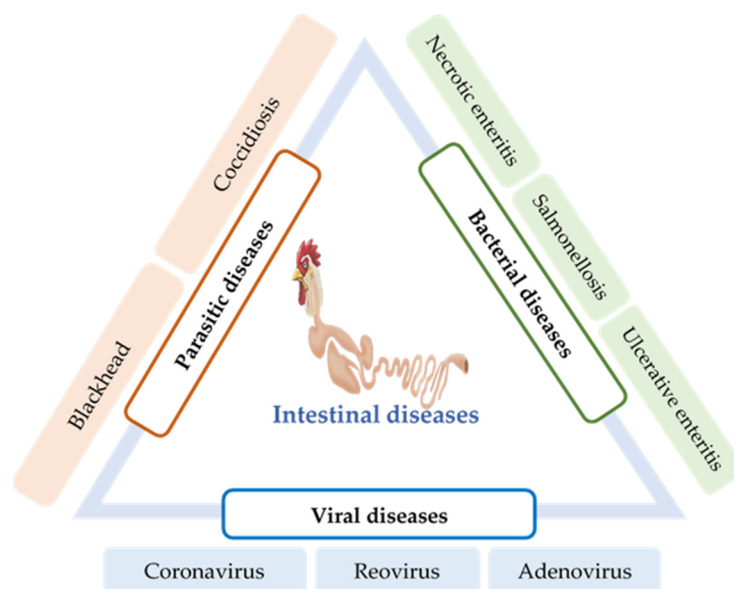 Coccidiosis
Blackhead
Parasitic diseases
Necrotic enteritis
Salmonellosis
Ulcerative enteritis
Bacterial diseases
Intestinal diseases
Viral diseases
Coronavirus
Reovirus
Adenovirus